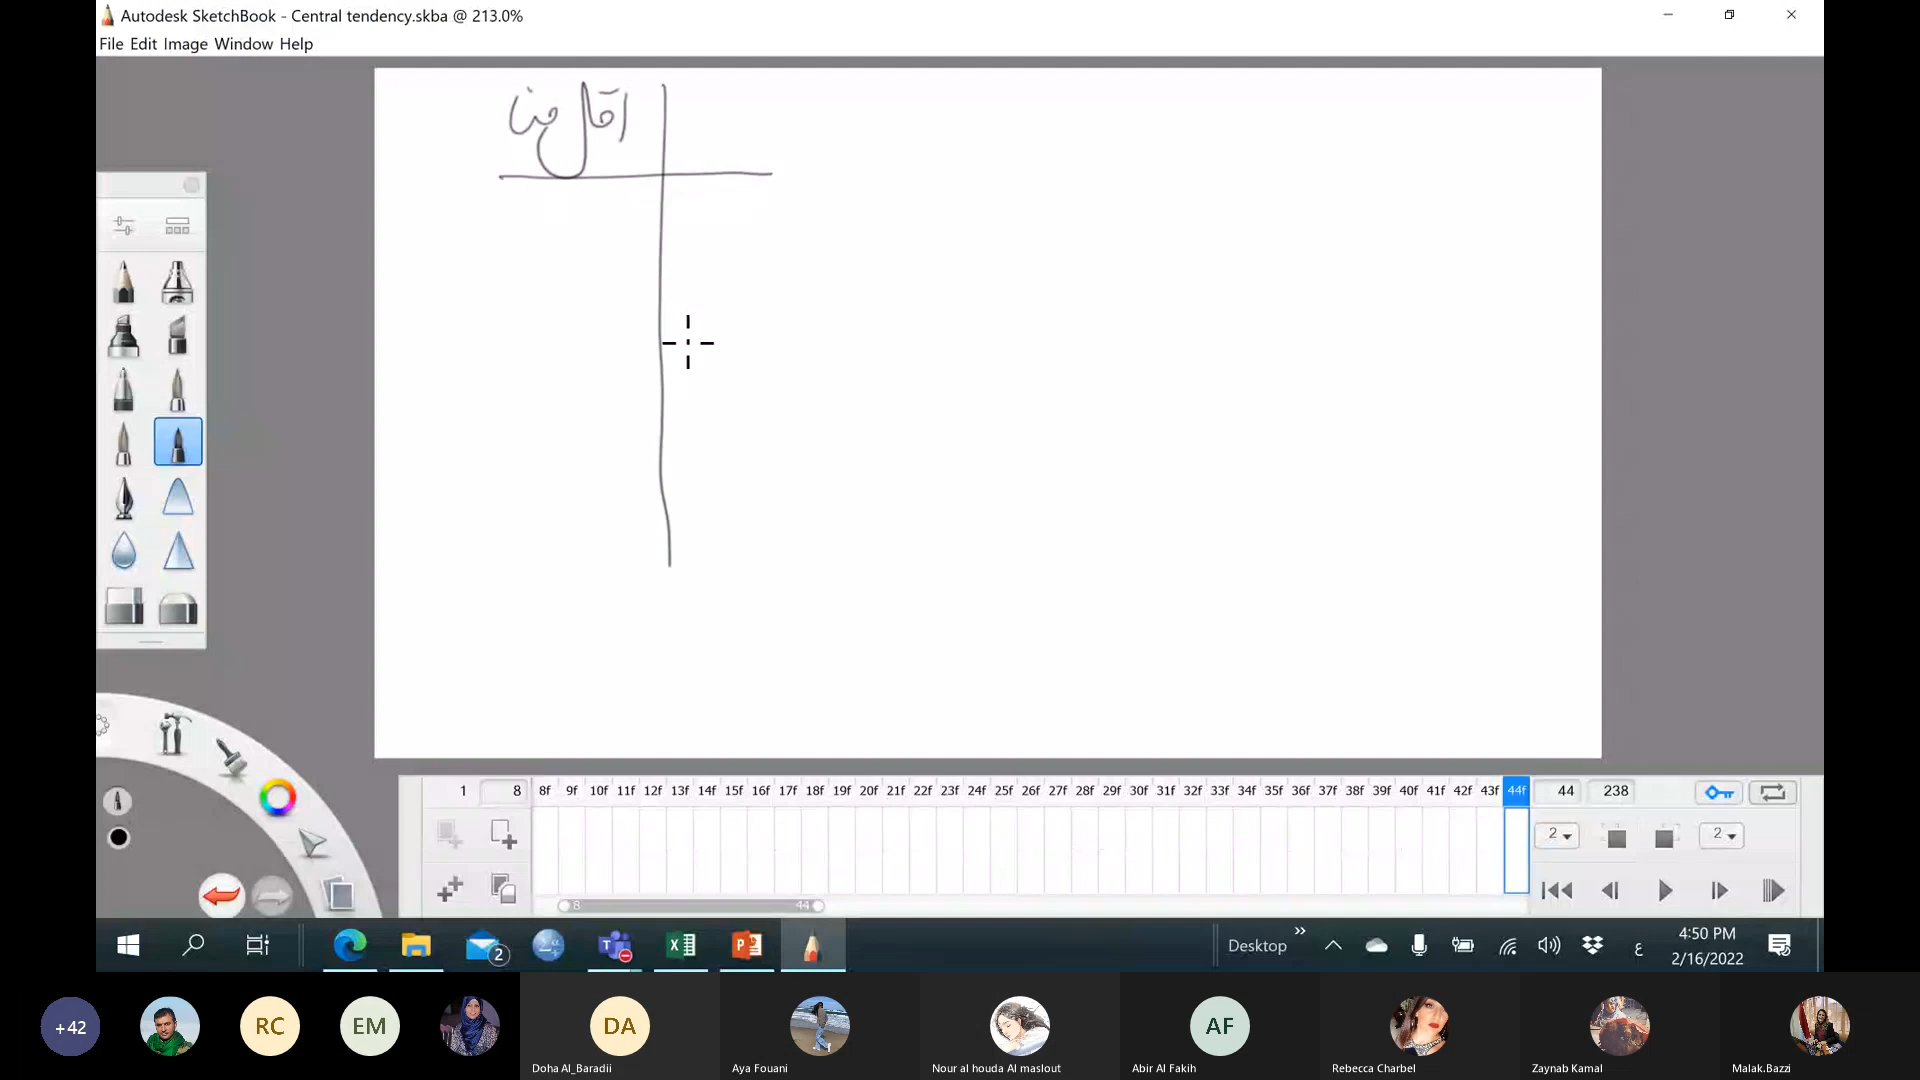 Autodesk SketchBook - Central tendency.skba @ 213.0%
File Edit Image Window Help
1 8 8f 9f 10f 11f 12f 13f 14f 15f 16f 17f 18f 19f 20f 21f 22f 23f 24f 25f 26f 27f 28f 29f 30f 31f 32f 33f 34f 35f 36f 37f 38f 39f 40f 41f 42f 43f 44f 44 238
2 2
8 44
2 Desktop ع 4:50 PM
2/16/2022
+42 RC EM DA AF
Doha Al_Baradii Aya Fouani Nour al houda Al maslout Abir Al Fakih Rebecca Charbel Zaynab Kamal Malak.Bazzi